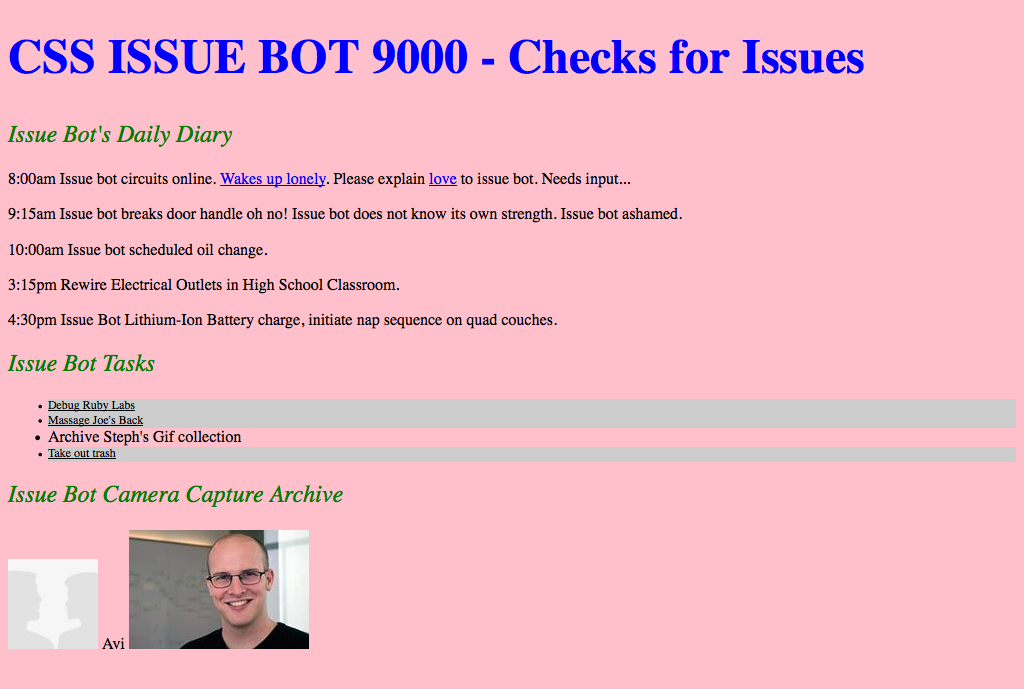 CSS ISSUE BOT 9000 - Checks for Issues
Issue Bot's Daily Diary
8:00am Issue bot circuits online. Wakes up lonely. Please explain love to issue bot. Needs input...
9:15am Issue bot breaks door handle oh no! Issue bot does not know its own strength. Issue bot ashamed.
10:00am Issue bot scheduled oil change.
3:15pm Rewire Electrical Outlets in High School Classroom.
4:30pm Issue Bot Lithium-Ion Battery charge, initiate nap sequence on quad couches.
Issue Bot Tasks
Debug Ruby Labs
Massage Joe's Back
Archive Steph's Gif collection
Take out trash
Issue Bot Camera Capture Archive
Avi